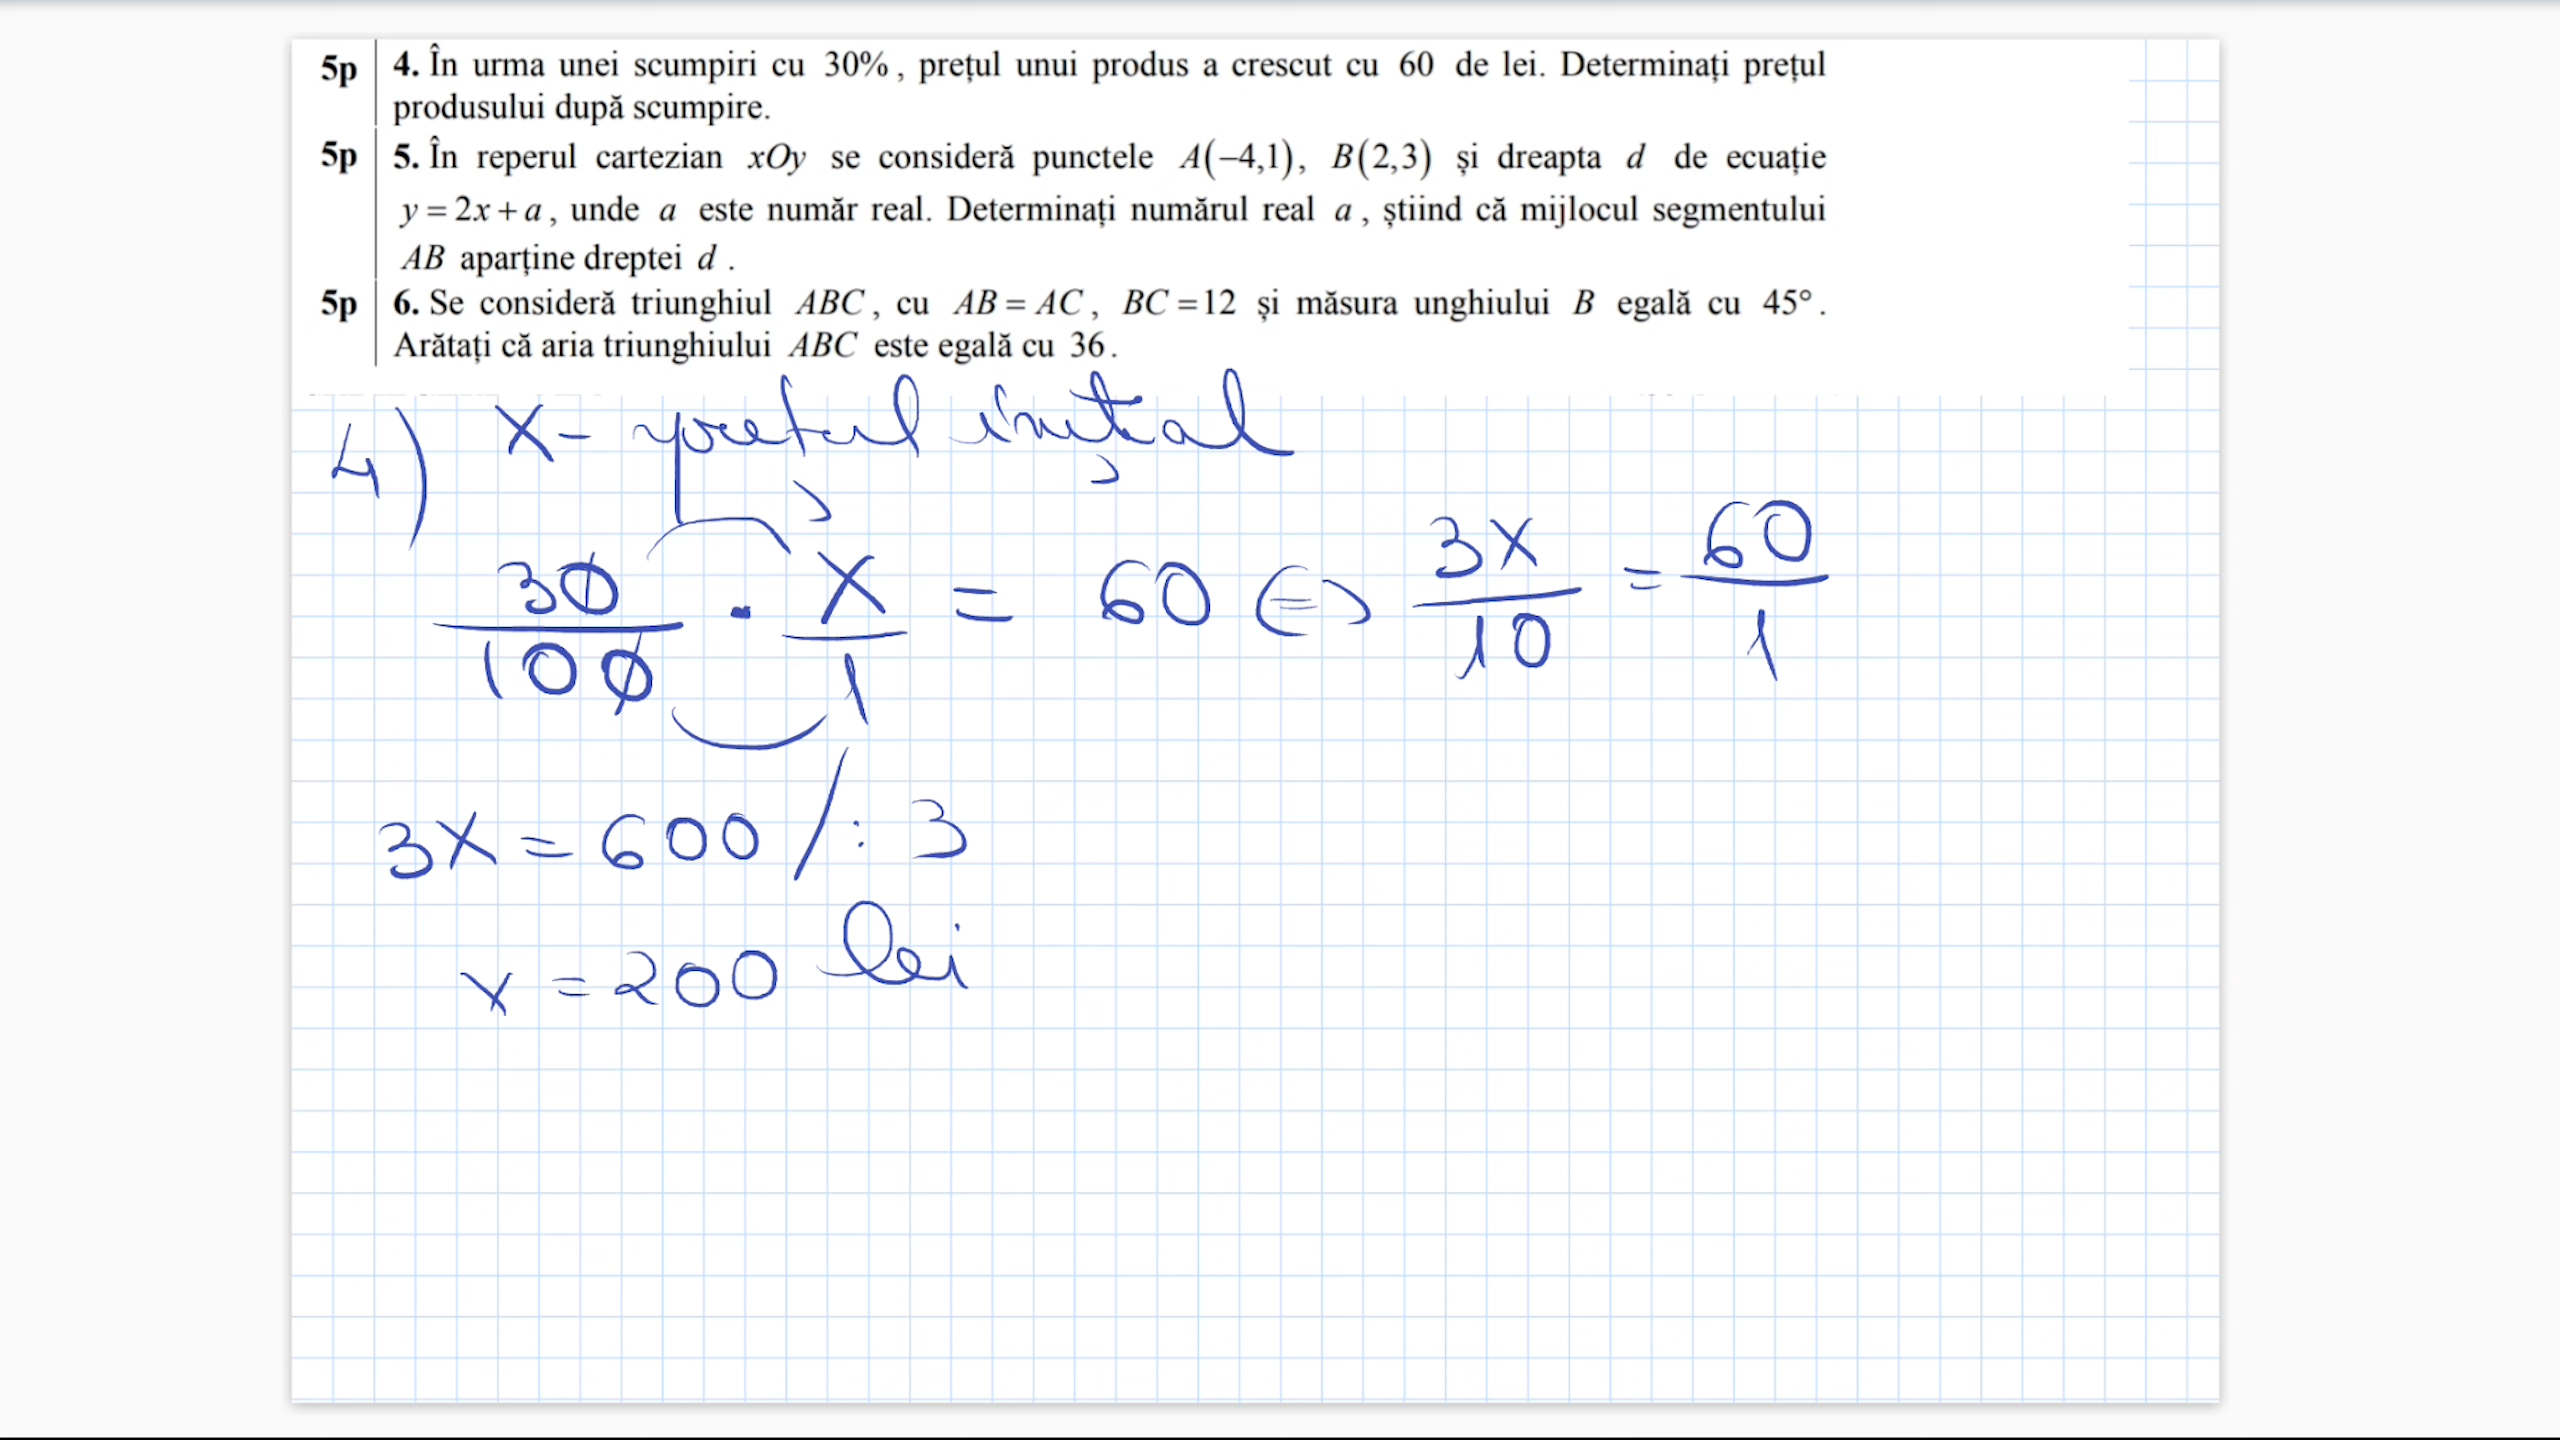 5p 4. În urma unei scumpiri cu 30%, prețul unui produs a crescut cu 60 de lei. Determinați prețul
produsului după scumpire.
5p 5. În reperul cartezian xOy se consideră punctele A(−4,1), B(2,3) și dreapta d de ecuație
y = 2x + a, unde a este număr real. Determinați numărul real a, știind că mijlocul segmentului
AB aparține dreptei d.
5p 6. Se consideră triunghiul ABC, cu AB = AC, BC = 12 și măsura unghiului B egală cu 45°.
Arătați că aria triunghiului ABC este egală cu 36.
4) x - prețul inițial
30/100 · x/1 = 60 ⇔ 3x/10 = 60/1
3x = 600 / : 3
x = 200 lei